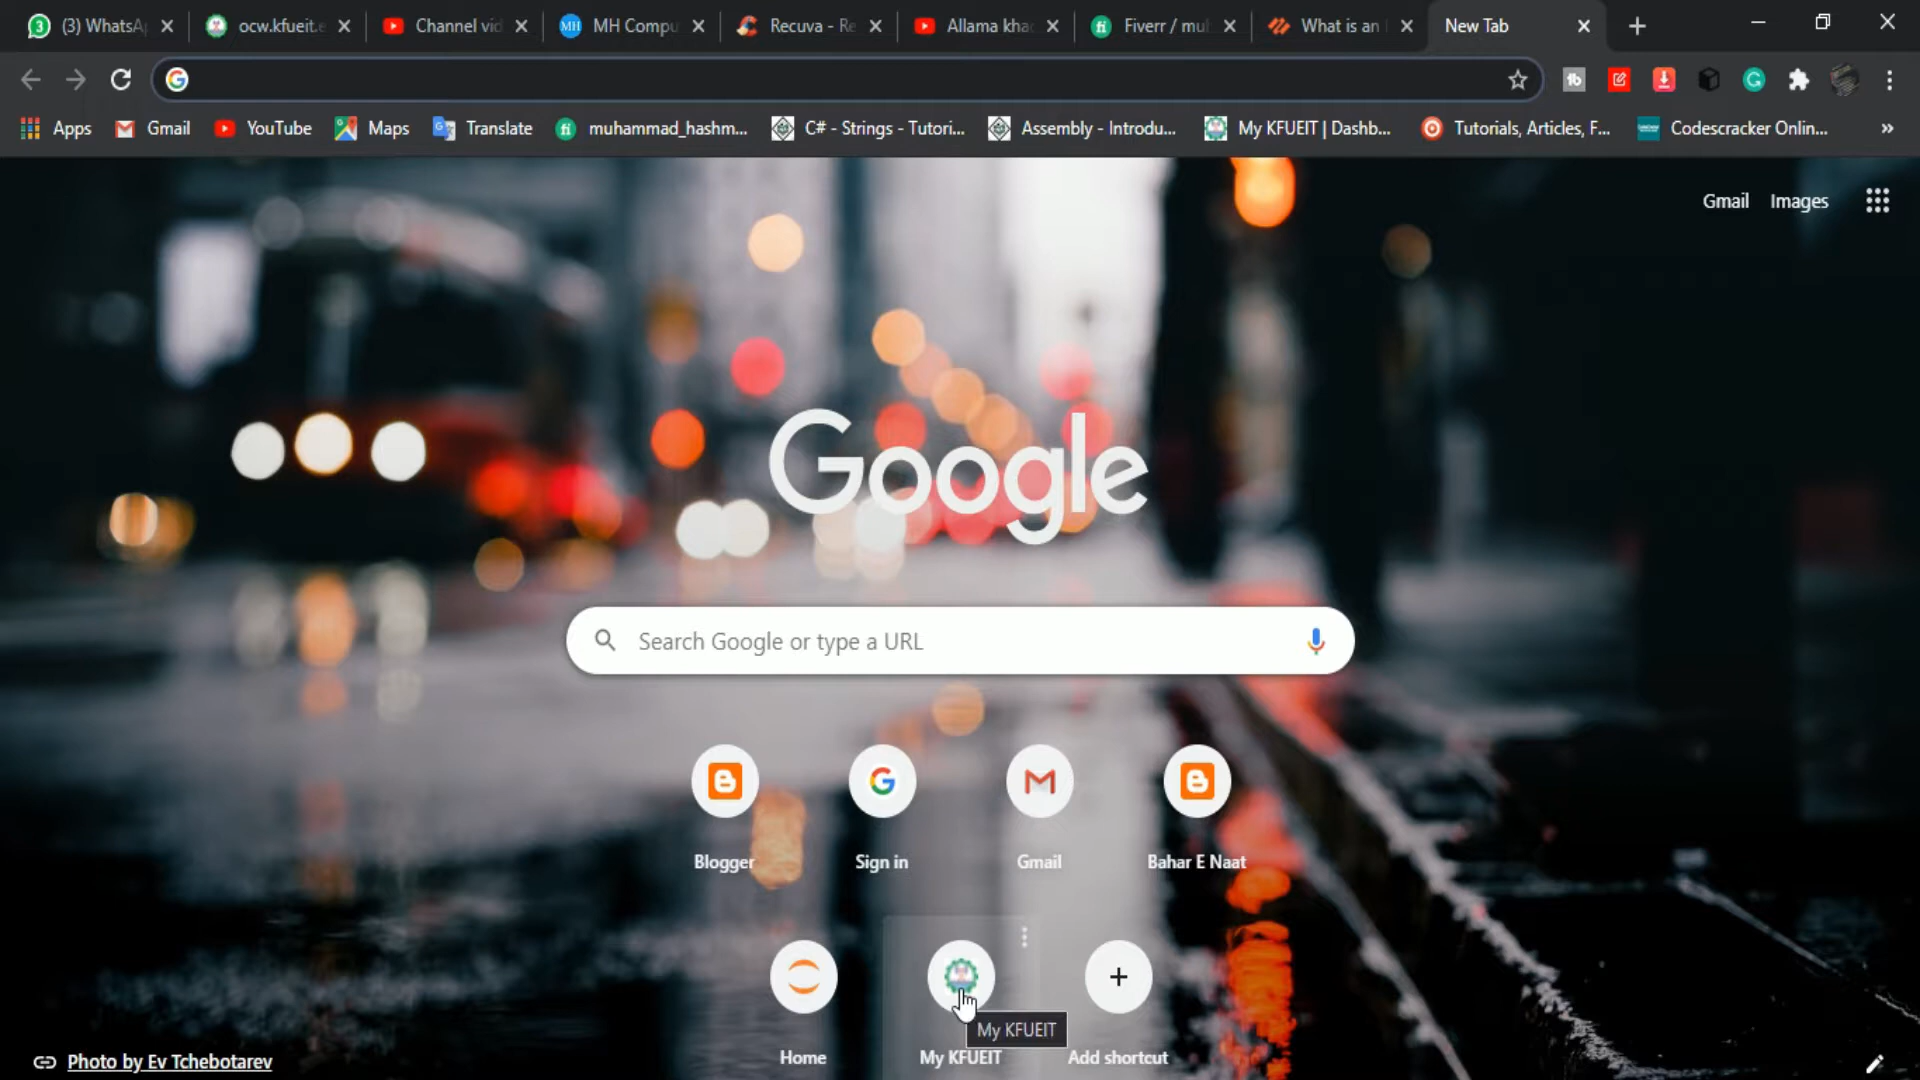 (3) WhatsA
ocw.kfueit.e
Channel vid
MH Compu
Recuva - Re
Allama kha
Fiverr / mu
What is an
New Tab
Apps
Gmail
YouTube
Maps
Translate
muhammad_hashm...
C# - Strings - Tutori...
Assembly - Introdu...
My KFUEIT | Dashb...
Tutorials, Articles, F...
Codescracker Onlin...
»
Gmail Images
Google
Search Google or type a URL
Blogger
Sign in
Gmail
Bahar E Naat
My KFUEIT
Home
My KFUEIT
Add shortcut
Photo by Ev Tchebotarev